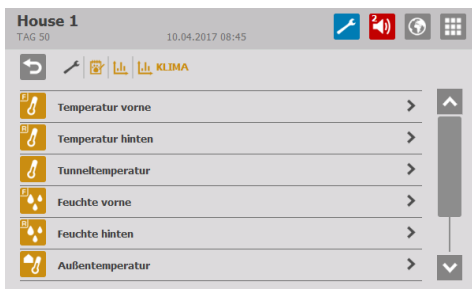 House 1
TAG 50
10.04.2017 08:45
2
KLIMA
F
Temperatur vorne
R
Temperatur hinten
Tunneltemperatur
F
Feuchte vorne
R
Feuchte hinten
Außentemperatur